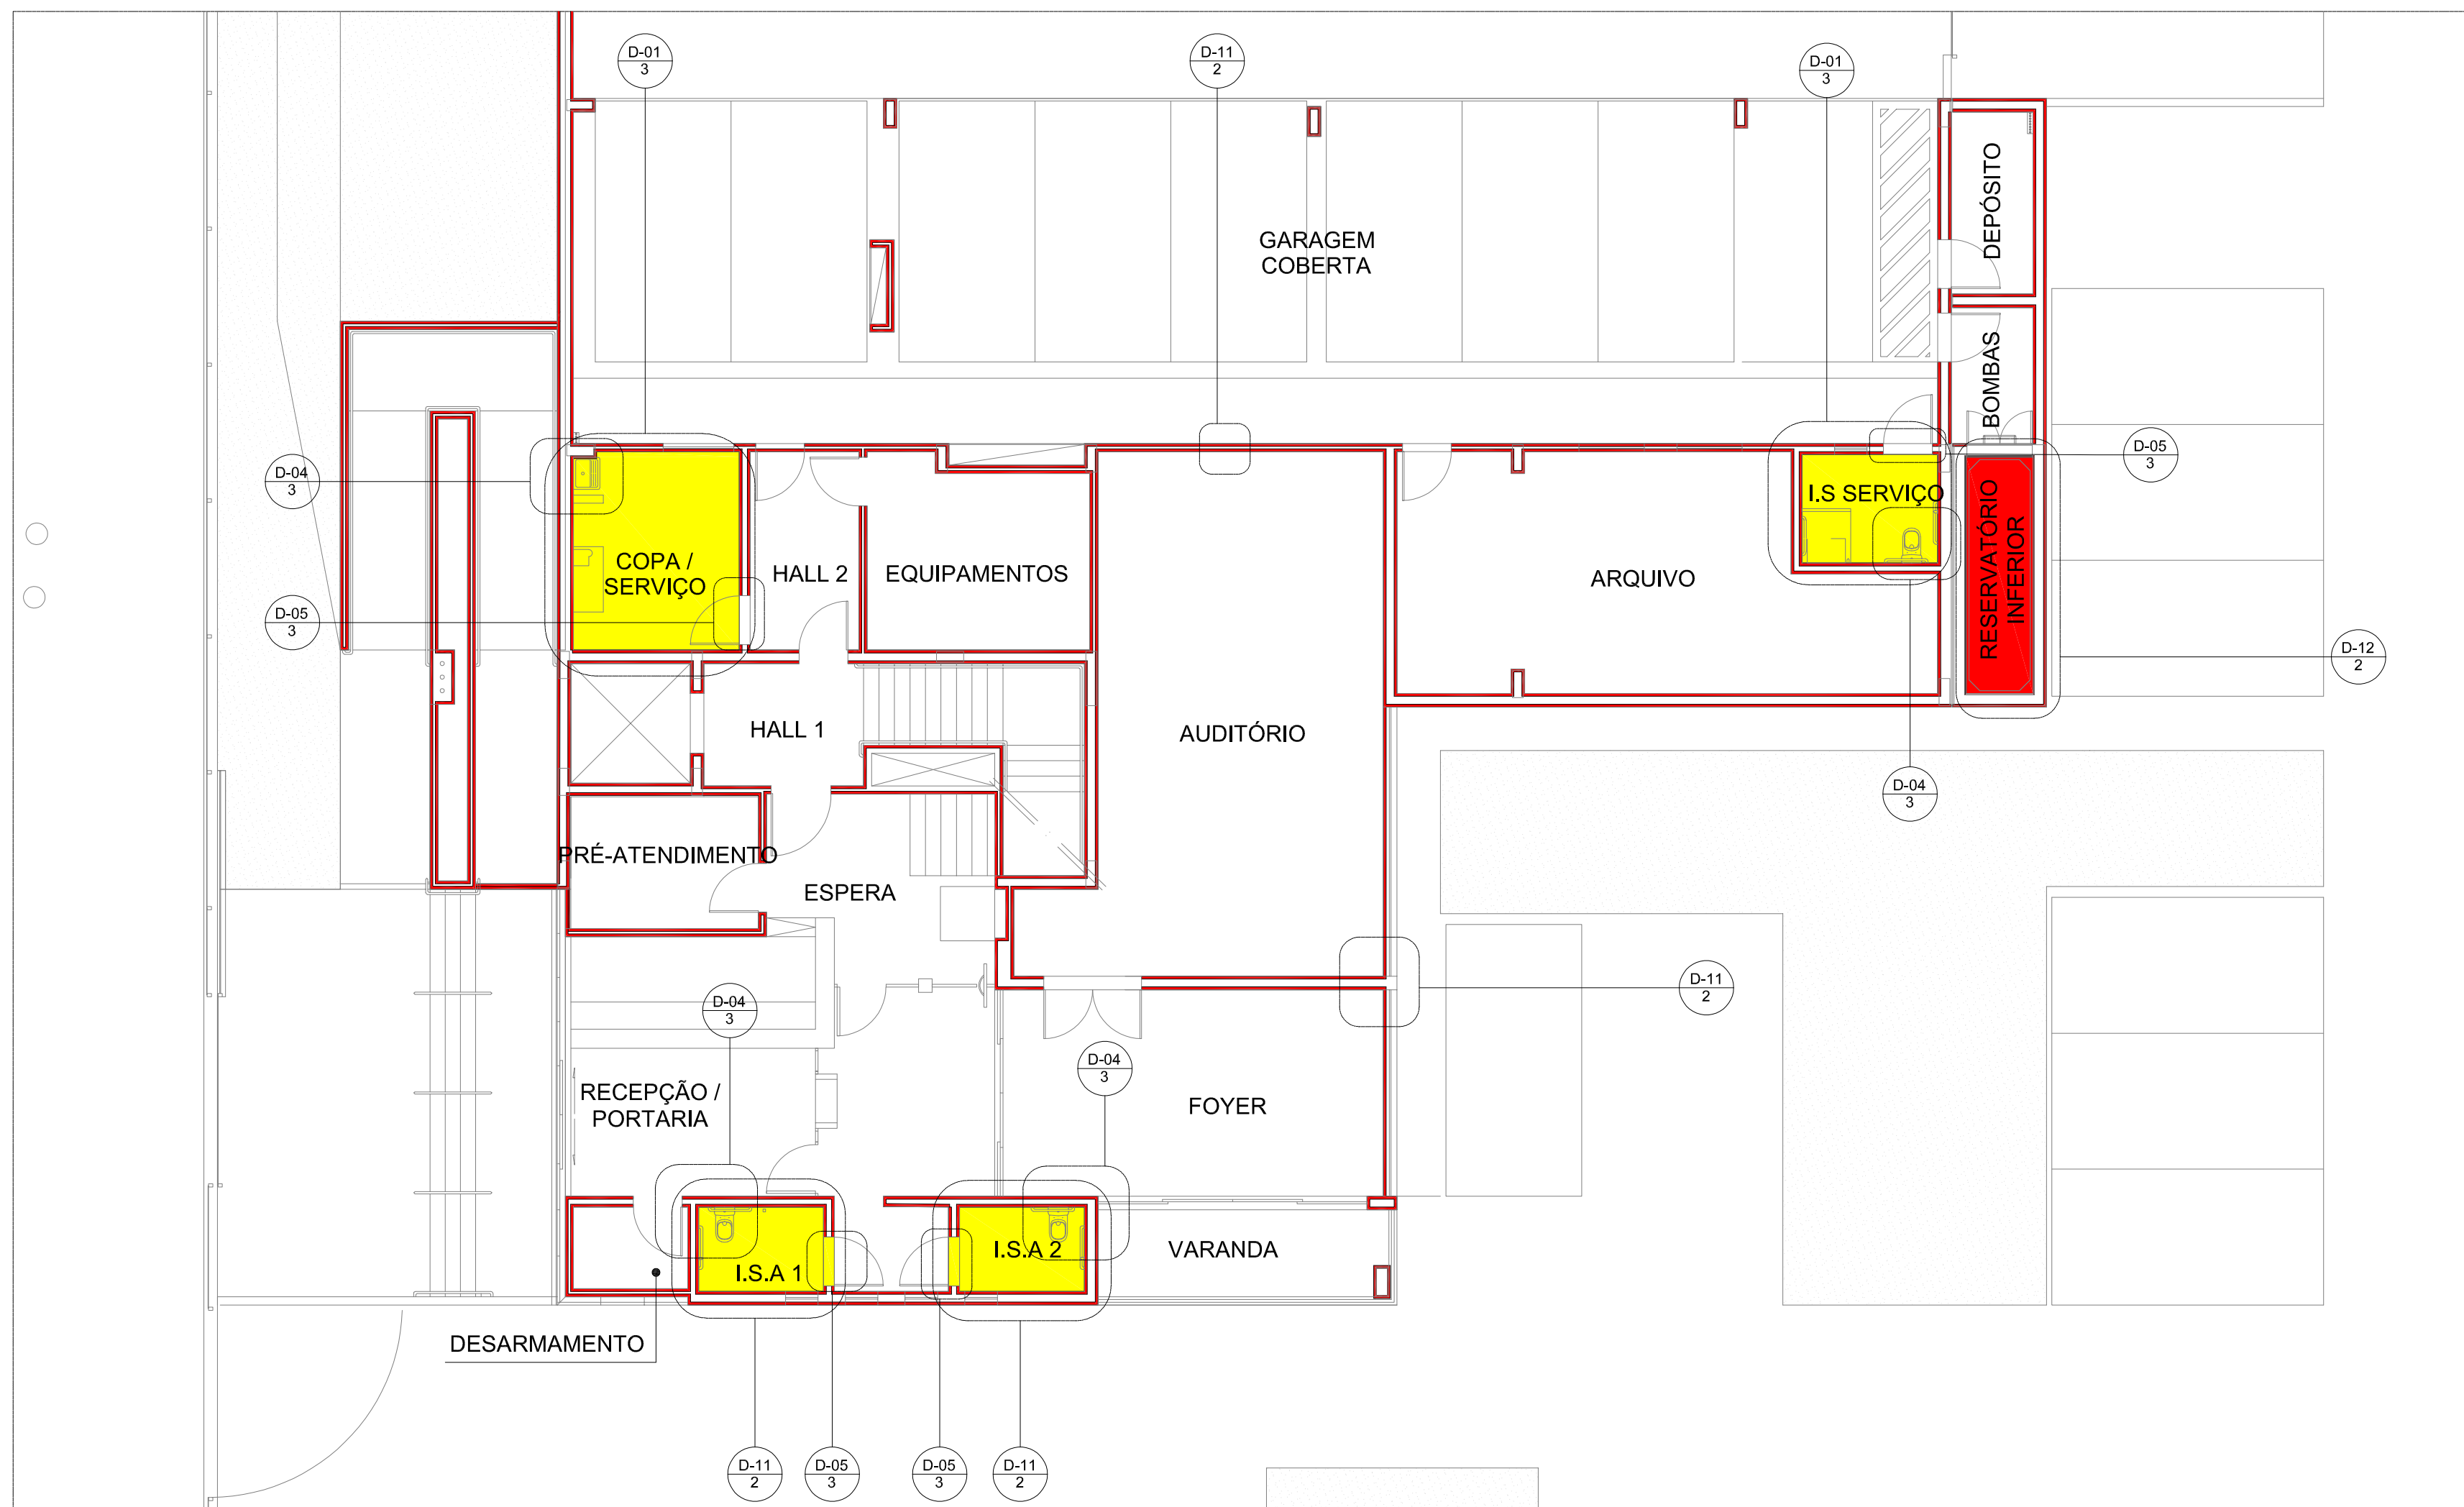 D-01
3
D-11
2
D-01
3
DEPÓSITO
GARAGEM
COBERTA
BOMBAS
D-04
3
D-05
3
I.S SERVIÇO
RESERVATÓRIO
INFERIOR
COPA /
SERVIÇO
HALL 2
EQUIPAMENTOS
ARQUIVO
D-05
3
D-12
2
HALL 1
AUDITÓRIO
D-04
3
PRÉ-ATENDIMENTO
ESPERA
D-11
2
D-04
3
D-04
3
RECEPÇÃO /
PORTARIA
FOYER
I.S.A 1
I.S.A 2
VARANDA
DESARMAMENTO
D-11
2
D-05
3
D-05
3
D-11
2